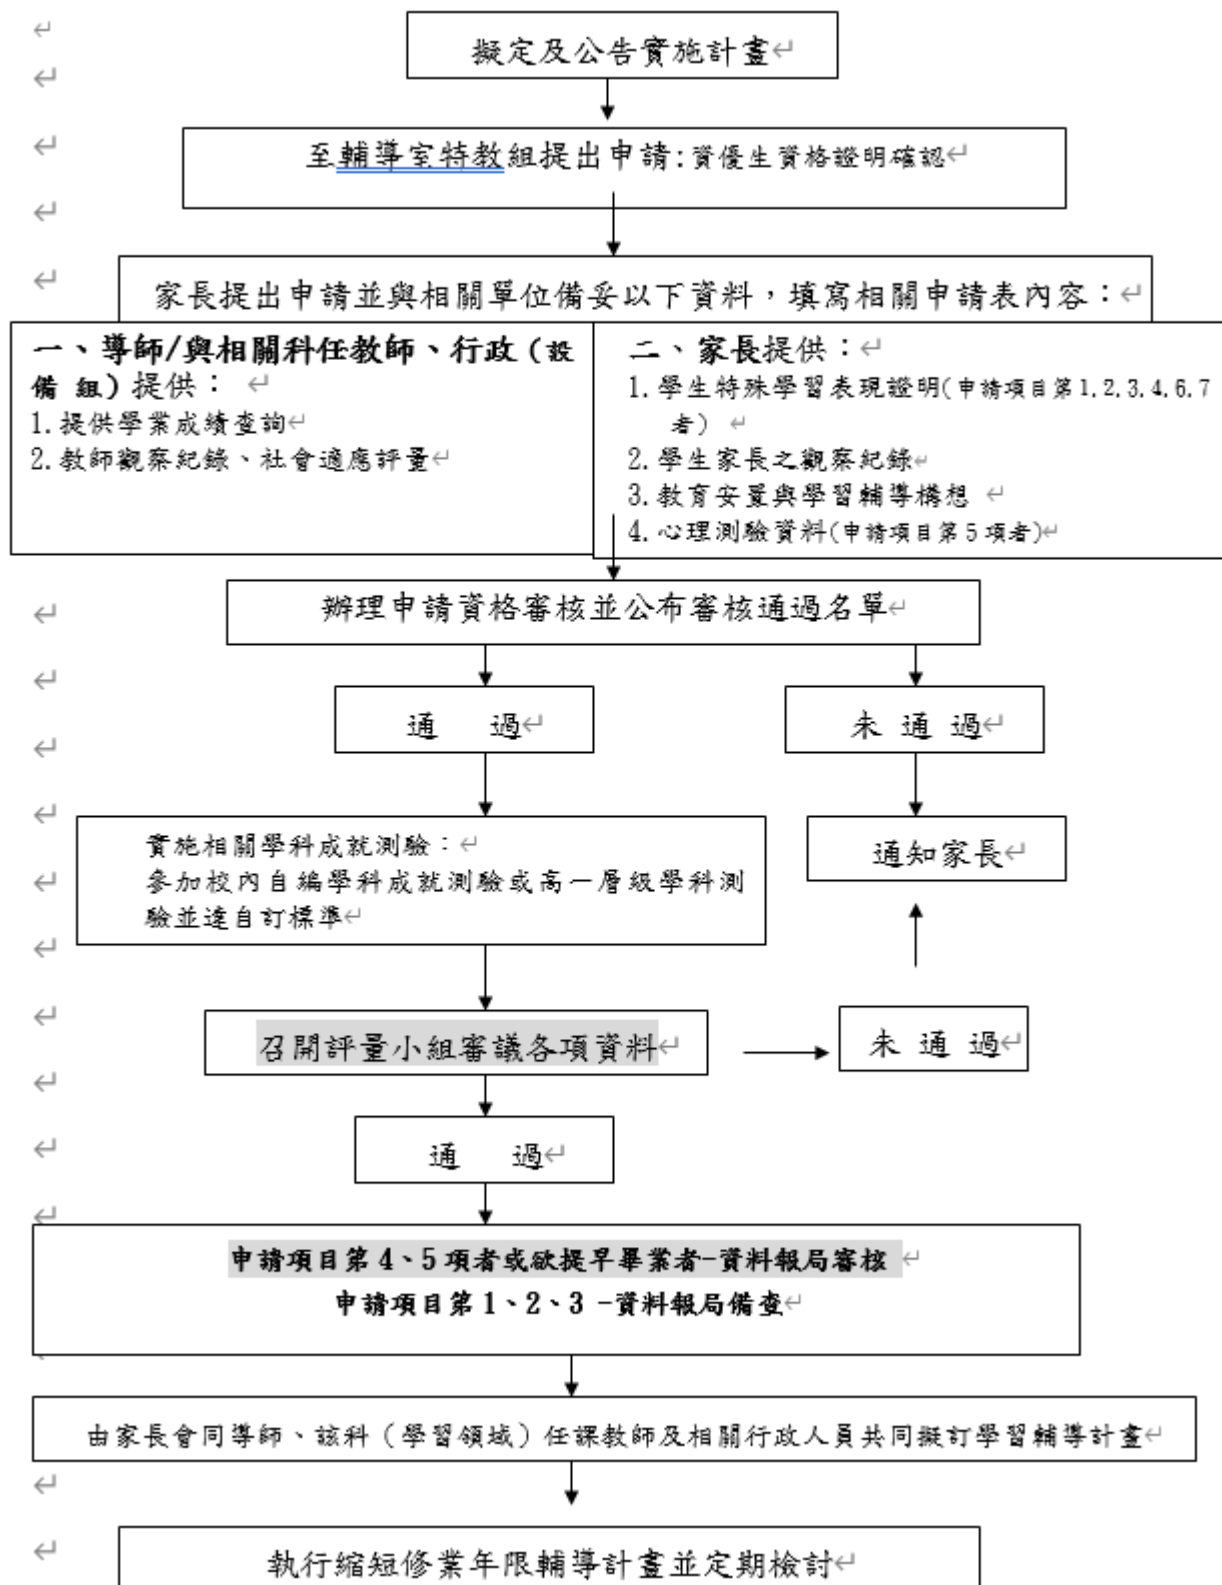 擬定及公告實施計畫
至輔導室特教組提出申請:資優生資格證明確認
家長提出申請並與相關單位備妥以下資料，填寫相關申請表內容：
一、導師/與相關科任教師、行政(設
備組)提供：
1.提供學業成績查詢
2.教師觀察紀錄、社會適應評量
二、家長提供：
1.學生特殊學習表現證明(申請項目第1.2.3.4.6.7
者)
2.學生家長之觀察紀錄
3.教育安置與學習輔導構想
4.心理測驗資料(申請項目第5項者)
辦理申請資格審核並公布審核通過名單
通 過
未 通 過
實施相關學科成就測驗：
參加校內自編學科成就測驗或高一層級學科測
驗並達自訂標準
通知家長
召開評量小組審議各項資料
未 通 過
通 過
申請項目第4、5項者或欲提早畢業者-資料報局審核
申請項目第1、2、3 -資料報局備查
由家長會同導師、該科（學習領域）任課教師及相關行政人員共同擬訂學習輔導計畫
執行縮短修業年限輔導計畫並定期檢討